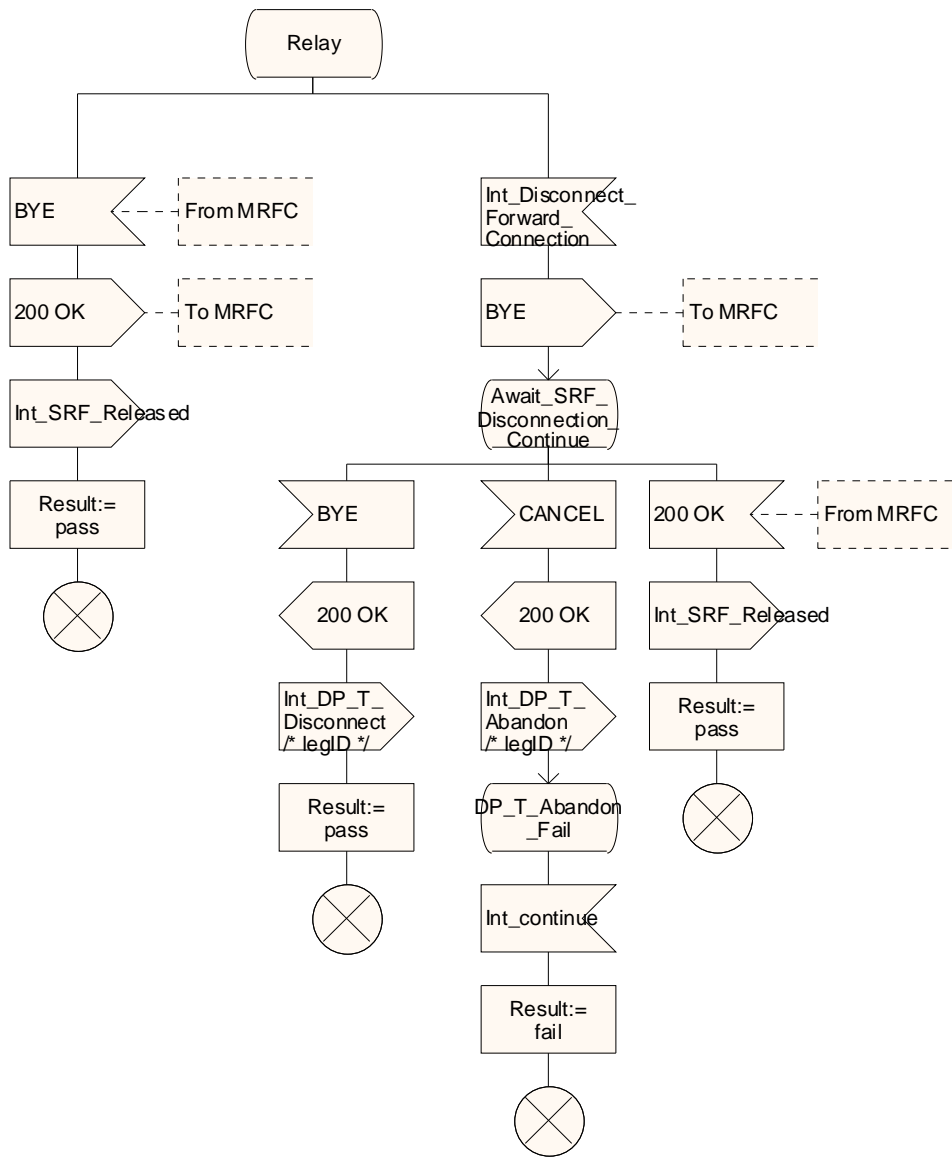 Relay
BYE
From MRFC
Int_Disconnect_
Forward_
Connection
200 OK
To MRFC
BYE
To MRFC
Int_SRF_Released
Await_SRF_
Disconnection_
Continue
Result:=
pass
BYE
CANCEL
200 OK
From MRFC
200 OK
200 OK
Int_SRF_Released
Int_DP_T_
Disconnect
/* legID */
Int_DP_T_
Abandon
/* legID */
Result:=
pass
Result:=
pass
DP_T_Abandon
_Fail
Int_continue
Result:=
fail